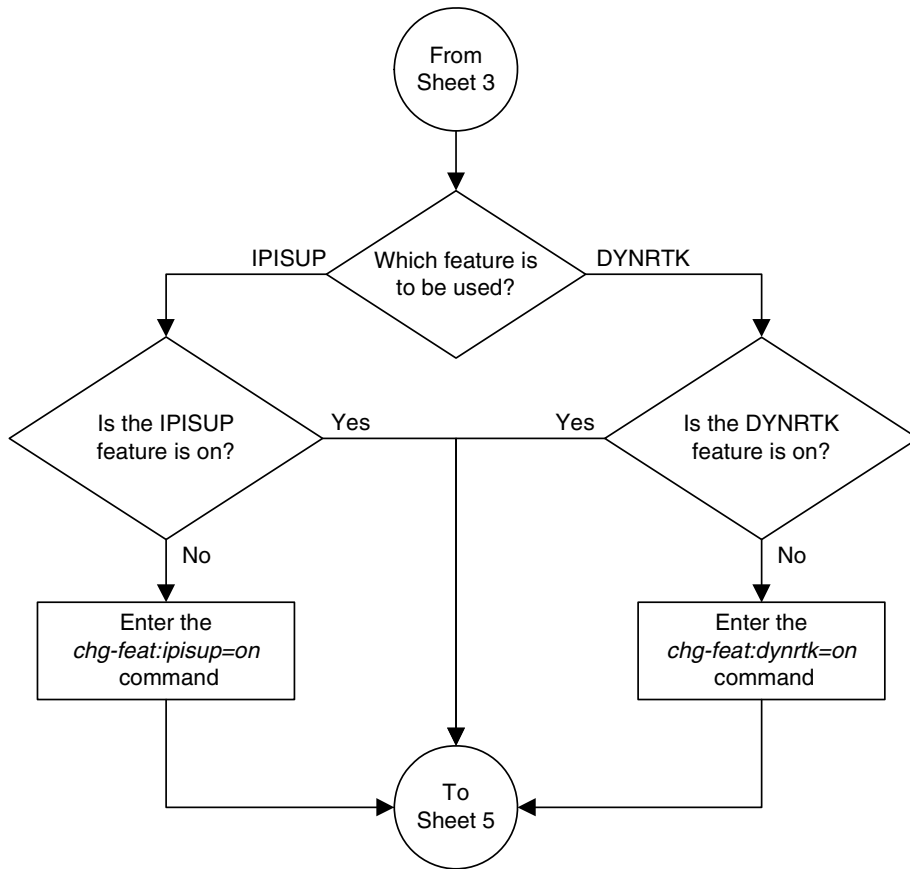 From
Sheet 3
Which feature is
to be used?
IPISUP
DYNRTK
Is the IPISUP
feature is on?
Yes
Yes
Is the DYNRTK
feature is on?
No
No
Enter the
chg-feat:ipisup=on
command
Enter the
chg-feat:dynrtk=on
command
To
Sheet 5